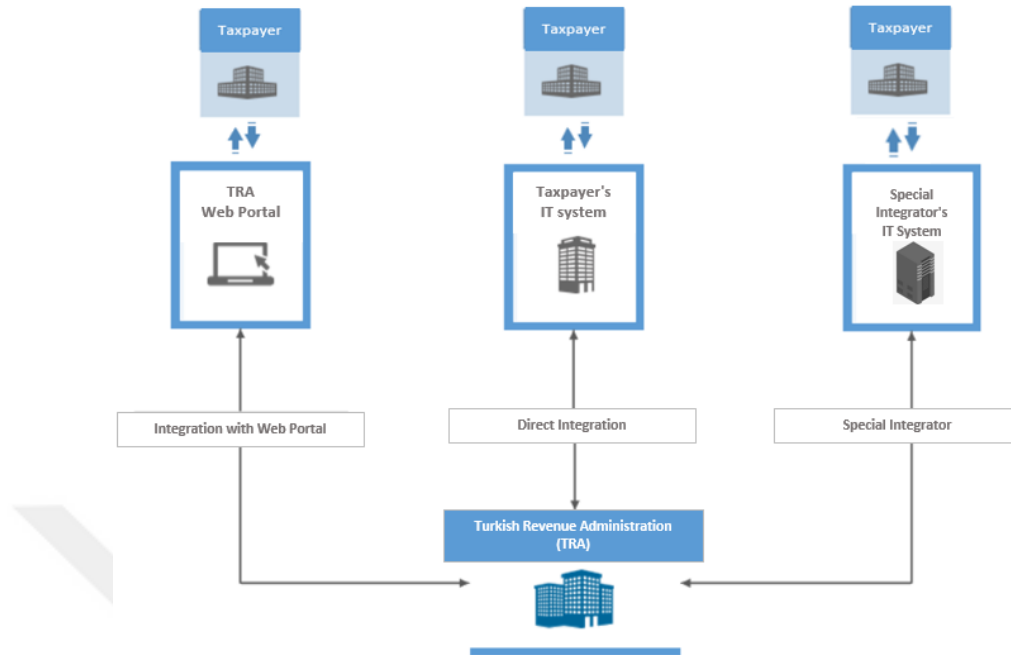 Taxpayer
Taxpayer
Taxpayer
TRA
Web Portal
Taxpayer's
IT system
Special
Integrator's
IT System
Integration with Web Portal
Direct Integration
Special Integrator
Turkish Revenue Administration
(TRA)